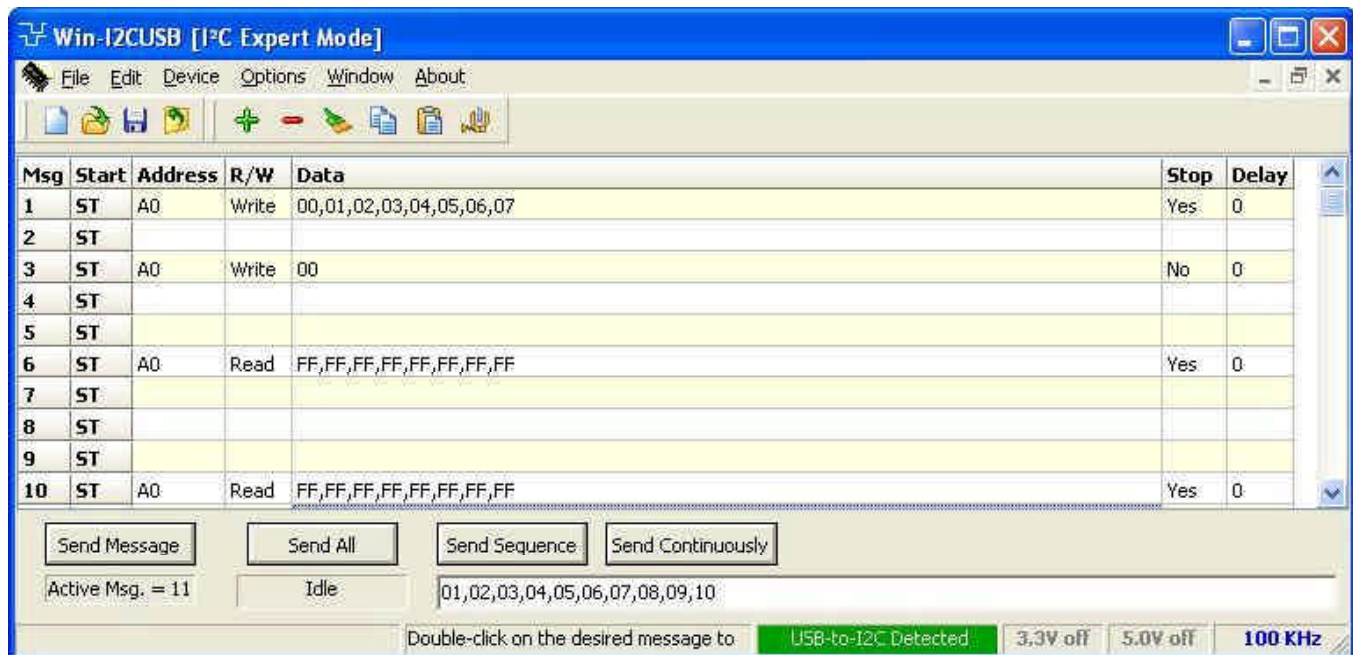 Win-I2CUSB [I²C Expert Mode]
File Edit Device Options Window About
Msg Start Address R/W Data Stop Delay
1 ST A0 Write 00,01,02,03,04,05,06,07 Yes 0
2 ST
3 ST A0 Write 00 No 0
4 ST
5 ST
6 ST A0 Read FF,FF,FF,FF,FF,FF,FF,FF Yes 0
7 ST
8 ST
9 ST
10 ST A0 Read FF,FF,FF,FF,FF,FF,FF,FF Yes 0
Send Message Send All Send Sequence Send Continuously
Active Msg. = 11 Idle 01,02,03,04,05,06,07,08,09,10
Double-click on the desired message to USB-to-I2C Detected 3.3V off 5.0V off 100 KHz